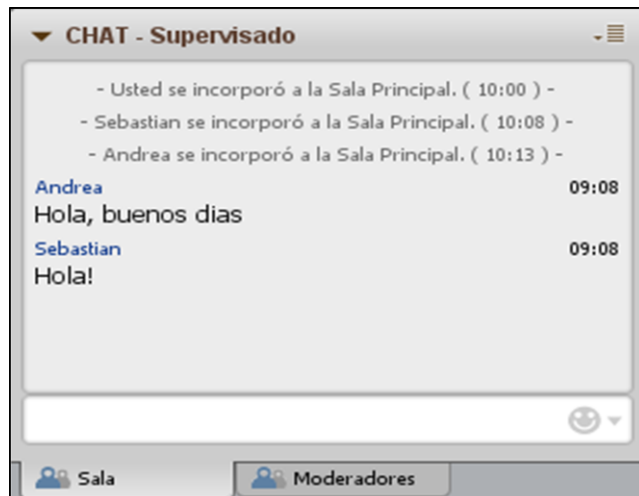 CHAT - Supervisado
- Usted se incorporó a la Sala Principal. ( 10:00 ) -
- Sebastian se incorporó a la Sala Principal. ( 10:08 ) -
- Andrea se incorporó a la Sala Principal. ( 10:13 ) -
Andrea 09:08
Hola, buenos dias
Sebastian 09:08
Hola!
Sala Moderadores